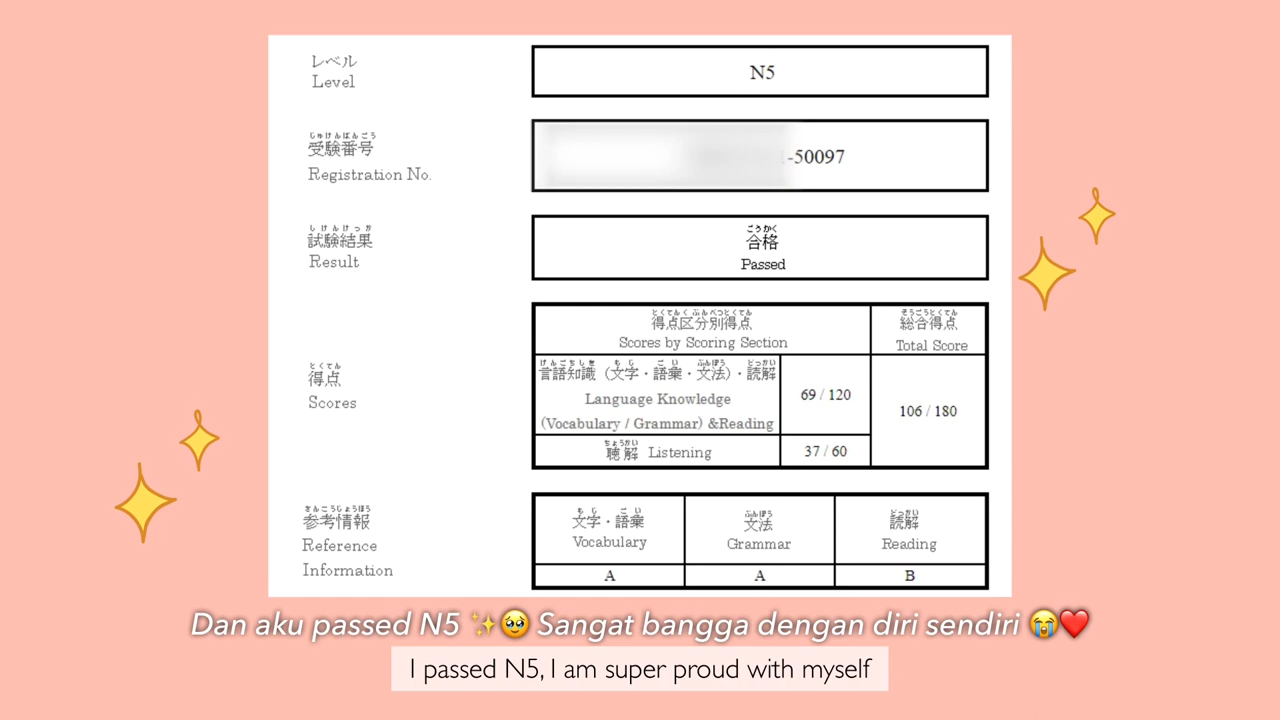 レベル
Level
N5
じゅけんばんごう
受験番号
Registration No.
-50097
しけんけっか
試験結果
Result
ごうかく
合格
Passed
とくてん
得点
Scores
とくてんくぶんべつとくてん
得点区分別得点
Scores by Scoring Section
そうごうとくてん
総合得点
Total Score
げんごちしき もじ ごい ぶんぽう どっかい
言語知識（文字・語彙・文法）・読解
Language Knowledge
(Vocabulary / Grammar) &Reading
69 / 120
106 / 180
ちょうかい
聴解 Listening
37 / 60
さんこうじょうほう
参考情報
Reference
Information
もじ ごい
文字・語彙
Vocabulary
ぶんぽう
文法
Grammar
どっかい
読解
Reading
A
A
B
Dan aku passed N5 ✨🥹 Sangat bangga dengan diri sendiri 😭❤️
I passed N5, I am super proud with myself